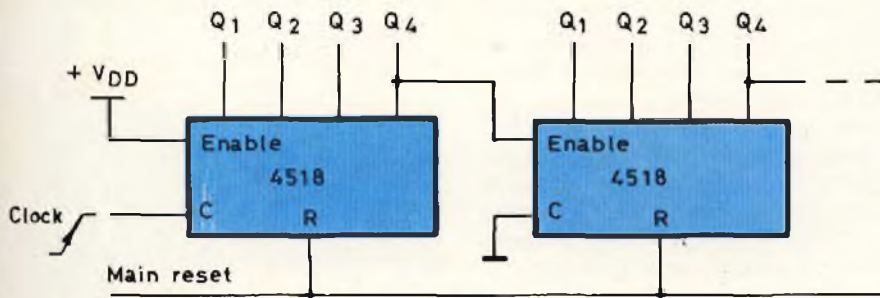 Q1 Q2 Q3 Q4 Q1 Q2 Q3 Q4
+ VDD
Enable Enable
4518 4518
Clock C R C R
Main reset